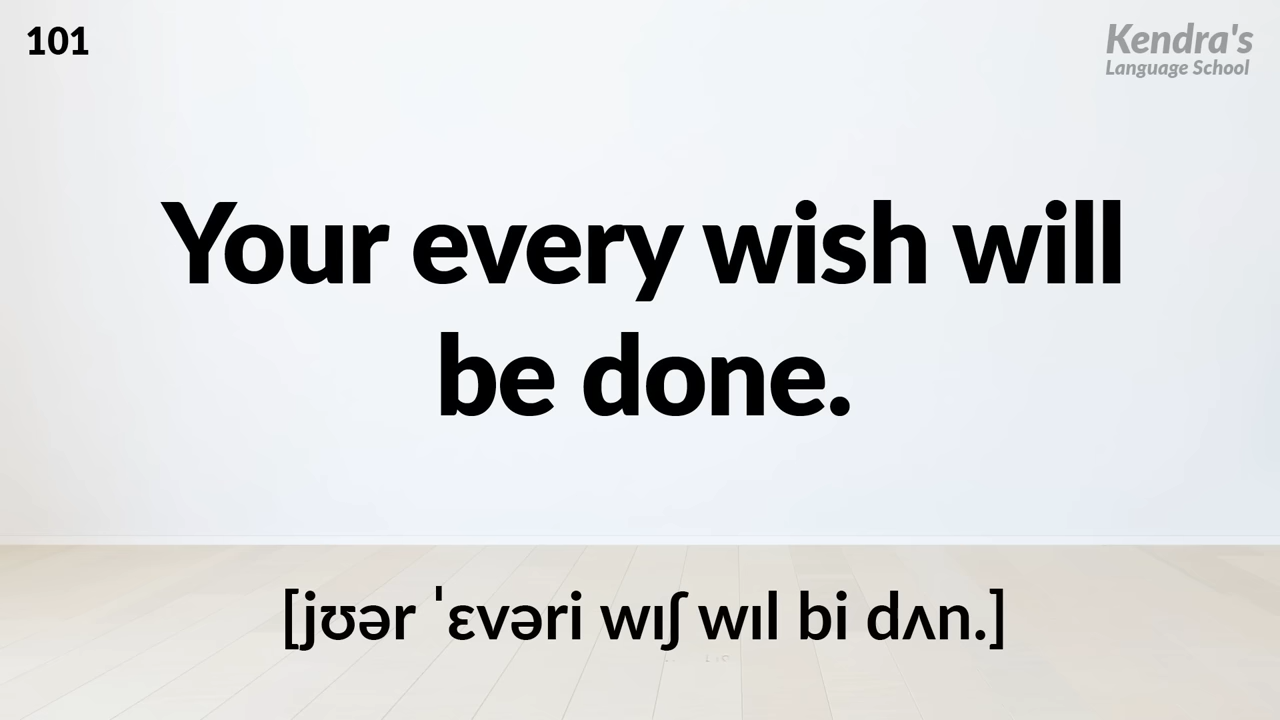 101
Kendra's
Language School
Your every wish will
be done.
[jʊər ˈɛvəri wɪʃ wɪl bi dʌn.]